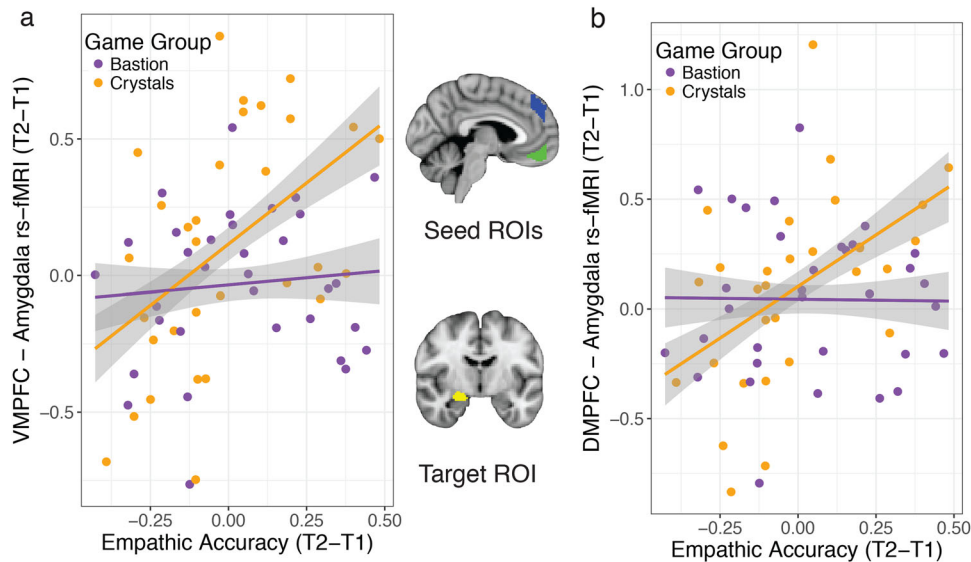 a
Game Group
Bastion
Crystals
VMPFC – Amygdala rs–fMRI (T2–T1)
0.5
0.0
−0.5
−0.25
0.00
0.25
0.50
Empathic Accuracy (T2−T1)
Seed ROIs
Target ROI
b
Game Group
Bastion
Crystals
DMPFC – Amygdala rs–fMRI (T2−T1)
1.0
0.5
0.0
−0.5
−0.25
0.00
0.25
0.50
Empathic Accuracy (T2−T1)